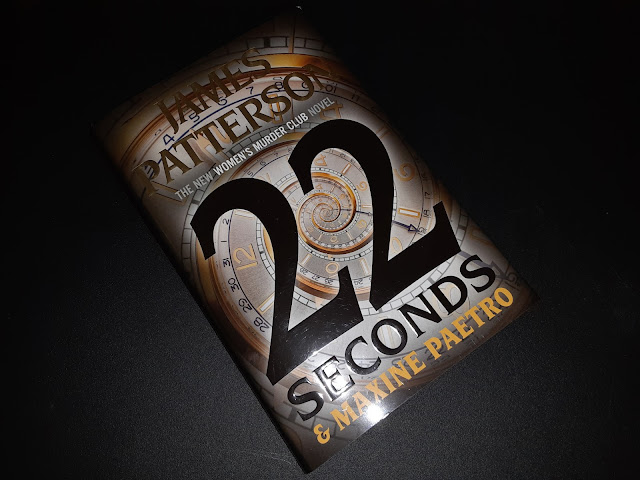 JAMES
PATTERSON
THE NEW WOMEN'S MURDER CLUB NOVEL
22
SECONDS
& MAXINE PAETRO